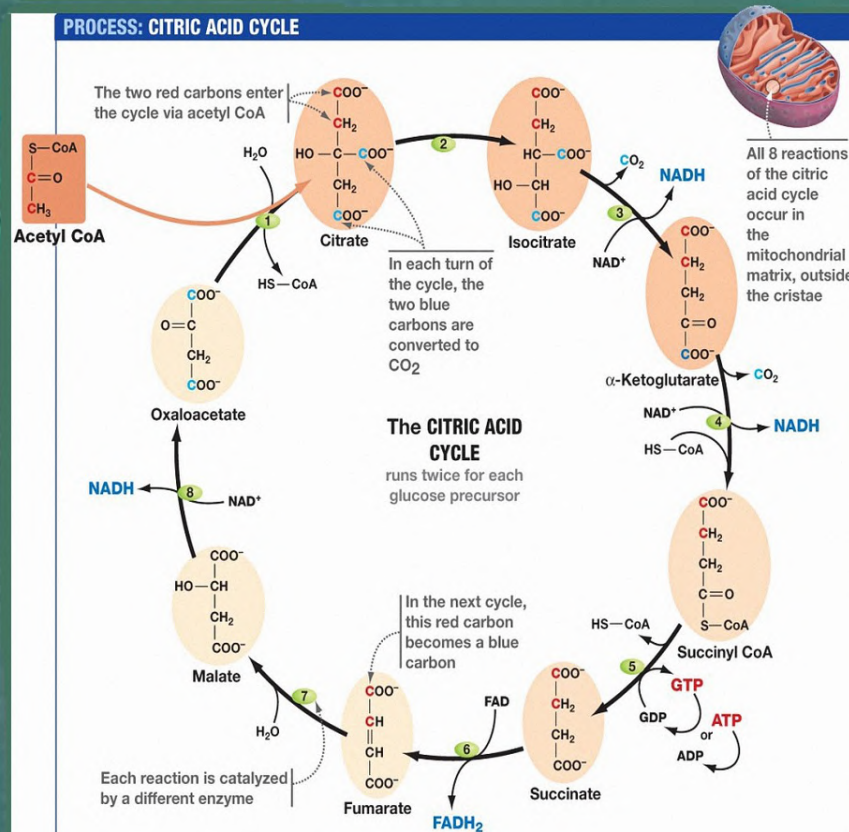 PROCESS: CITRIC ACID CYCLE
The two red carbons enter
the cycle via acetyl CoA
S—CoA
C=O
CH₃
Acetyl CoA
H₂O
1
HS—CoA
COO⁻
CH₂
HO—C—COO⁻
CH₂
COO⁻
Citrate
2
COO⁻
CH₂
HC—COO⁻
HO—CH
COO⁻
Isocitrate
CO₂
NADH
3
NAD⁺
All 8 reactions
of the citric
acid cycle
occur in
the
mitochondrial
matrix, outside
the cristae
In each turn of
the cycle, the
two blue
carbons are
converted to
CO₂
COO⁻
CH₂
CH₂
C=O
COO⁻
α-Ketoglutarate
CO₂
NAD⁺
4
NADH
HS—CoA
COO⁻
CH₂
CH₂
C=O
S—CoA
Succinyl CoA
HS—CoA
5
GTP
GDP
or
ATP
ADP
COO⁻
CH₂
CH₂
COO⁻
Succinate
FAD
6
FADH₂
In the next cycle,
this red carbon
becomes a blue
carbon
COO⁻
CH
CH
COO⁻
Fumarate
7
H₂O
Each reaction is catalyzed
by a different enzyme
COO⁻
HO—CH
CH₂
COO⁻
Malate
NADH
8
NAD⁺
COO⁻
O=C
CH₂
COO⁻
Oxaloacetate
The CITRIC ACID
CYCLE
runs twice for each
glucose precursor